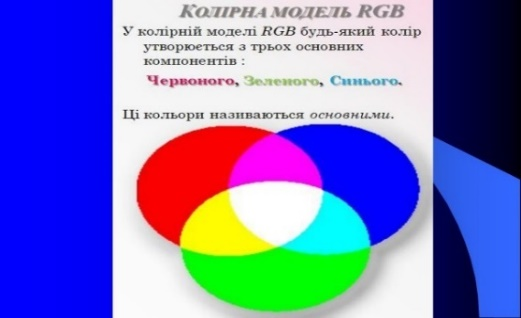 КОЛІРНА МОДЕЛЬ RGB
У колірній моделі RGB будь-який колір
утворюється з трьох основних
компонентів :
Червоного, Зеленого, Синього.
Ці кольори називаються основними.